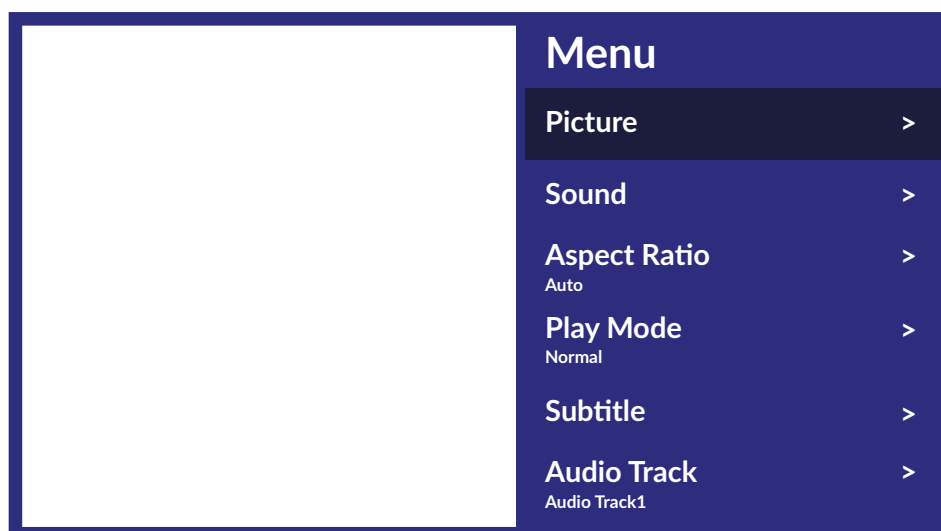 Menu
Picture >
Sound >
Aspect Ratio >
Auto
Play Mode >
Normal
Subtitle >
Audio Track >
Audio Track1